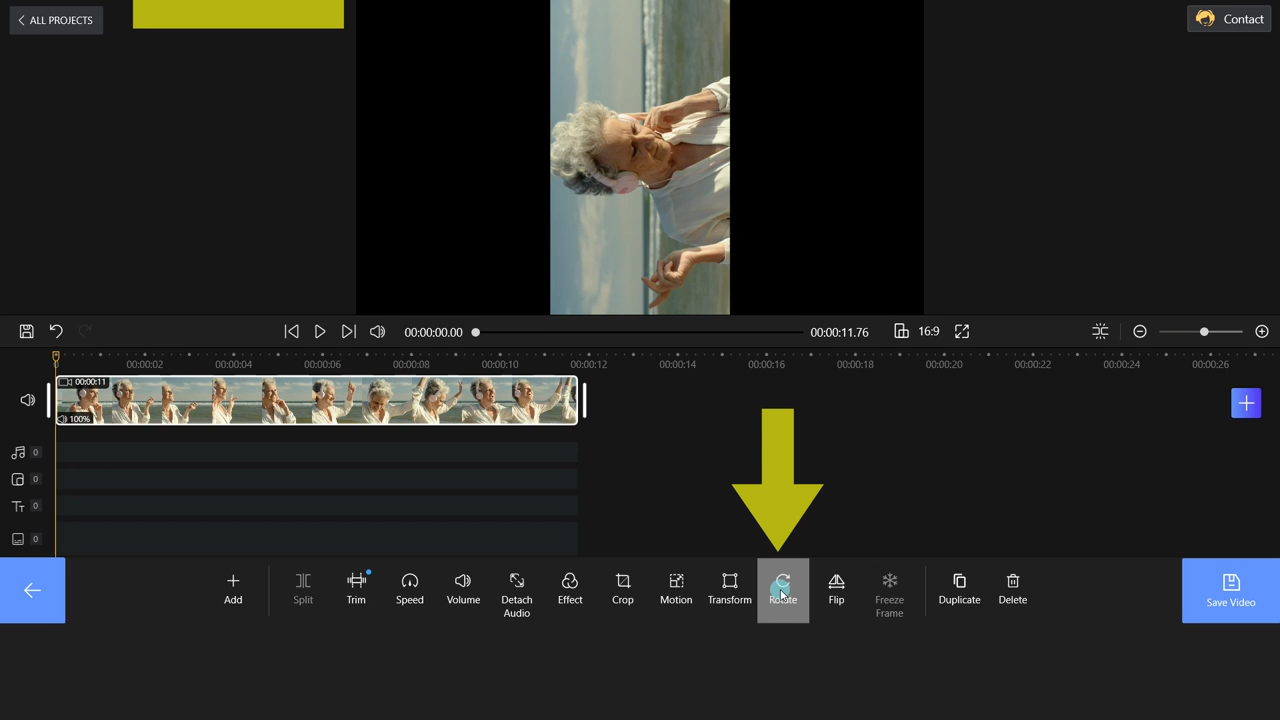 ALL PROJECTS
Contact
00:00:00.00
00:00:11.76
16:9
0
00:00:02
00:00:04
00:00:06
00:00:08
00:00:10
00:00:12
00:00:14
00:00:16
00:00:18
00:00:20
00:00:22
00:00:24
00:00:26
00:00:11
100%
0
0
TT 0
0
Add
Split
Trim
Speed
Volume
Detach
Audio
Effect
Crop
Motion
Transform
Rotate
Flip
Freeze
Frame
Duplicate
Delete
Save Video